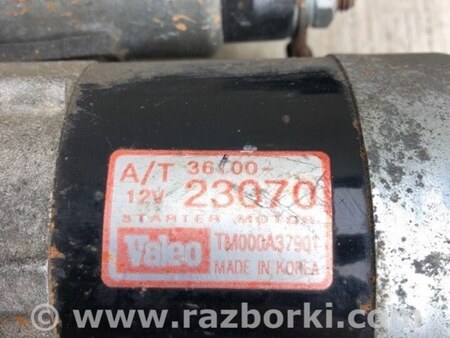 A/T 36100-
12V 23070
STARTER MOTOR
Valeo TM000A37901
MADE IN KOREA
www.razborki.com